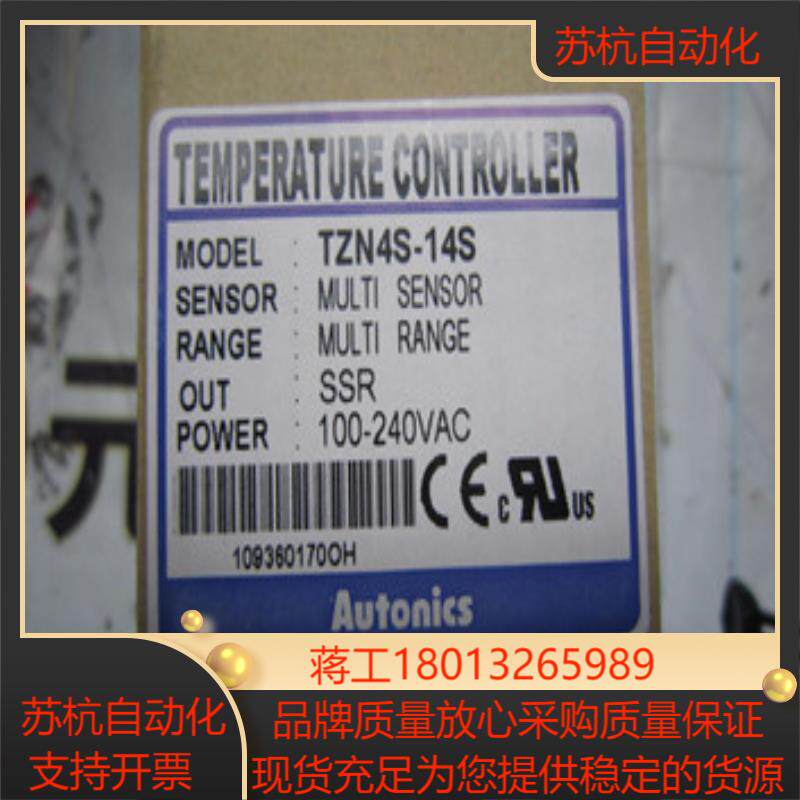 苏杭自动化
TEMPERATURE CONTROLLER
MODEL : TZN4S-14S
SENSOR : MULTI SENSOR
RANGE : MULTI RANGE
OUT : SSR
POWER : 100-240VAC
CE c RU US
109360170OH
Autonics
元
蒋工18013265989
苏杭自动化
支持开票
品牌质量放心采购质量保证
现货充足为您提供稳定的货源